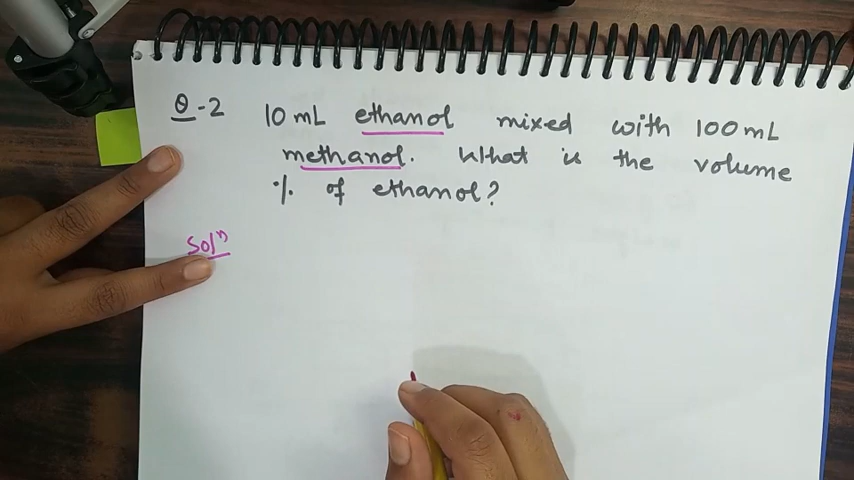 Q-2 10 mL ethanol mixed with 100 mL
methanol. What is the volume
% of ethanol?
Solⁿ